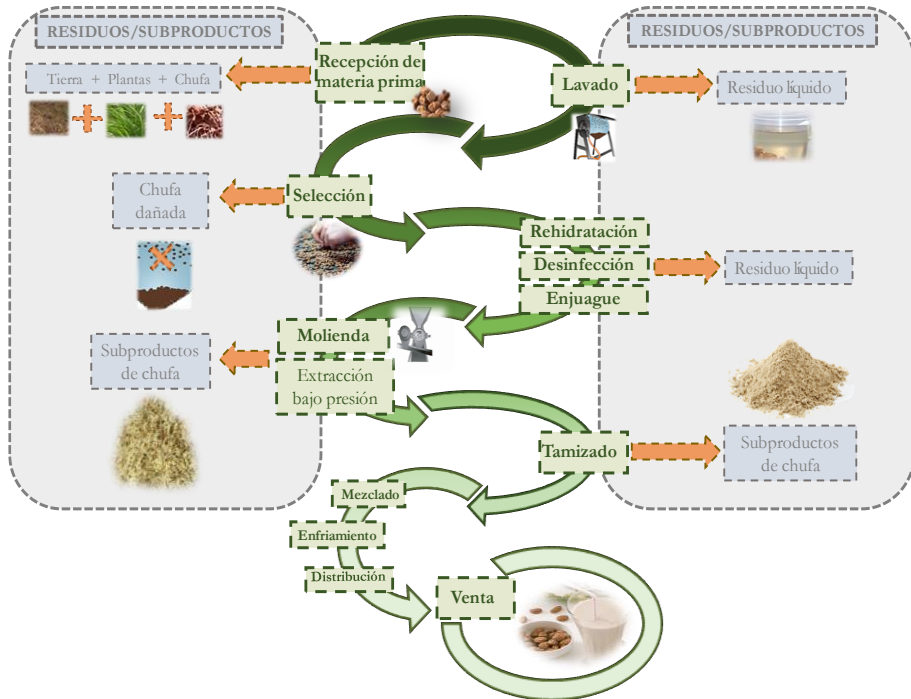 RESIDUOS/SUBPRODUCTOS
RESIDUOS/SUBPRODUCTOS
Recepción de
materia prima
Tierra + Plantas + Chufa
Lavado
Residuo líquido
Chufa
dañada
Selección
Rehidratación
Desinfección
Enjuague
Residuo líquido
Molienda
Extracción
bajo presión
Subproductos
de chufa
Tamizado
Subproductos
de chufa
Mezclado
Enfriamiento
Distribución
Venta